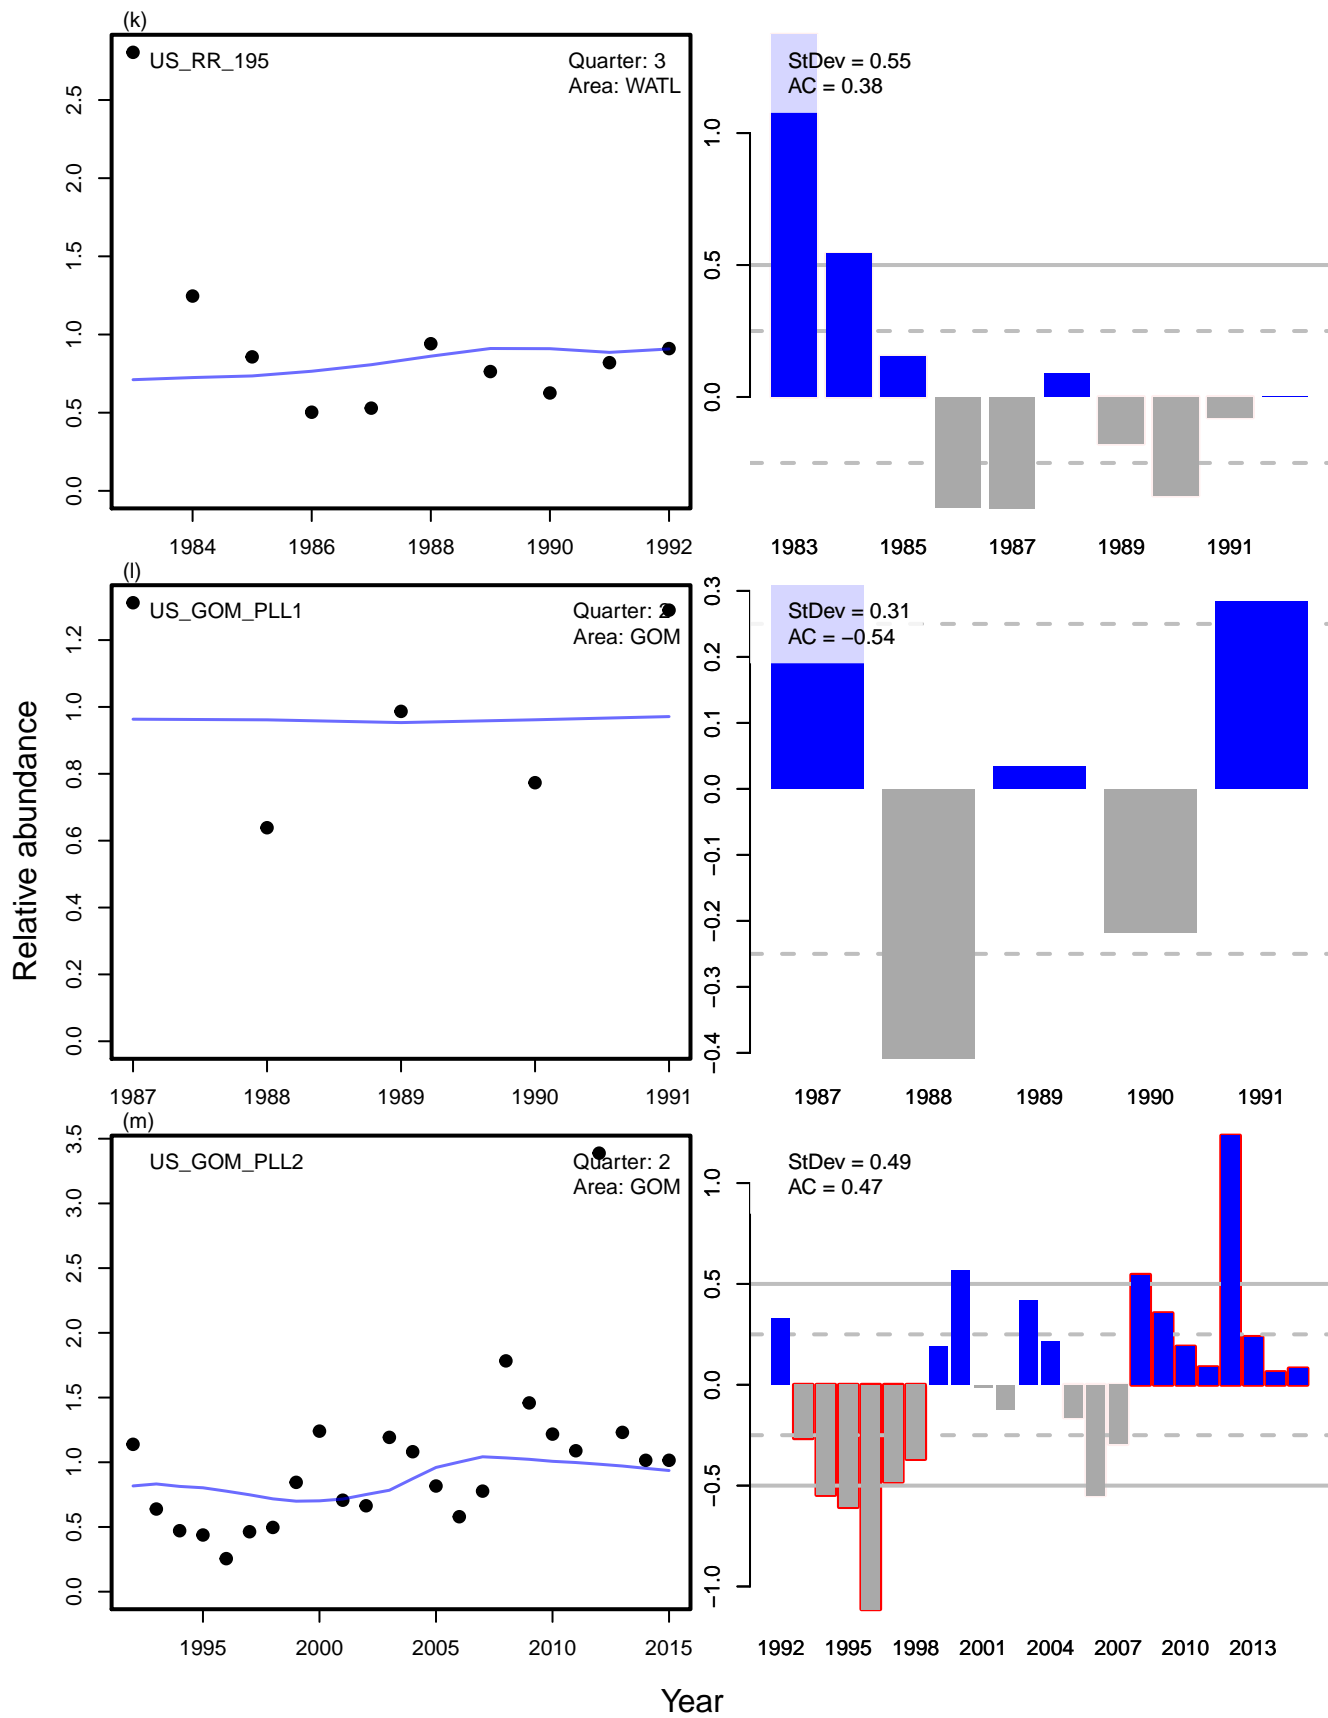 (k)
US_RR_195
Quarter: 3
Area: WATL
0.0 0.5 1.0 1.5 2.0 2.5
1984 1986 1988 1990 1992
StDev = 0.55
AC = 0.38
0.0 0.5 1.0
1983 1985 1987 1989 1991
(l)
US_GOM_PLL1
Quarter: 2
Area: GOM
0.0 0.2 0.4 0.6 0.8 1.0 1.2
1987 1988 1989 1990 1991
StDev = 0.31
AC = −0.54
−0.4 −0.3 −0.2 −0.1 0.0 0.1 0.2 0.3
1987 1988 1989 1990 1991
Relative abundance
(m)
US_GOM_PLL2
Quarter: 2
Area: GOM
0.0 0.5 1.0 1.5 2.0 2.5 3.0 3.5
1995 2000 2005 2010 2015
StDev = 0.49
AC = 0.47
−1.0 −0.5 0.0 0.5 1.0
1992 1995 1998 2001 2004 2007 2010 2013
Year